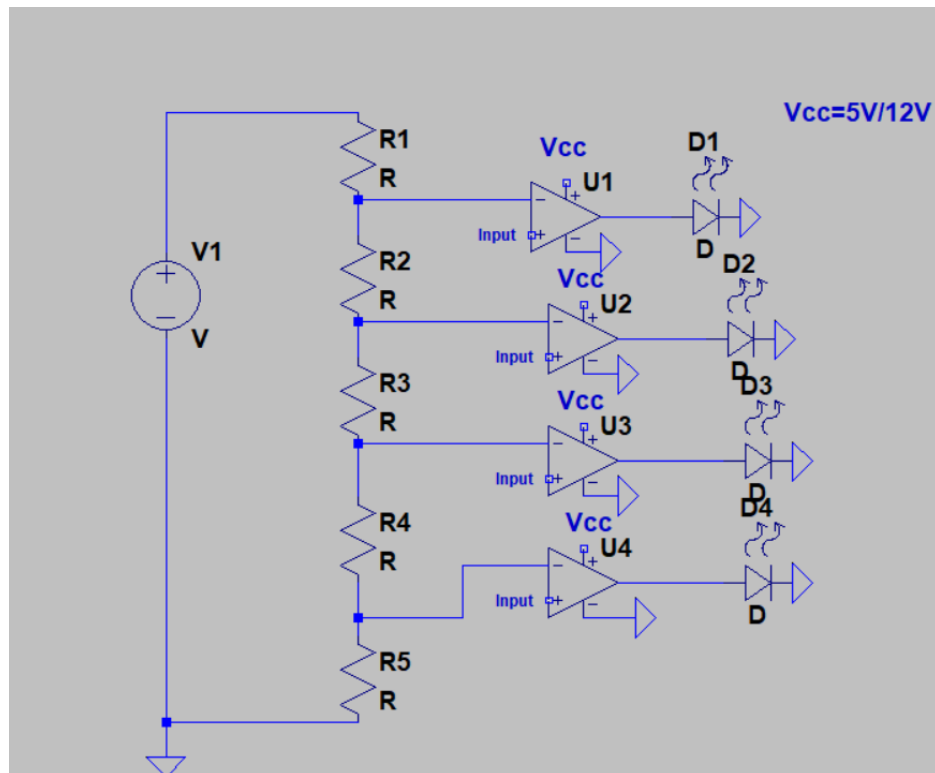 Vcc=5V/12V
R1
R
Vcc
U1
D1
Input
D
V1
V
R2
R
Vcc
U2
D2
Input
D
R3
R
Vcc
U3
D3
Input
D
R4
R
Vcc
U4
D4
Input
D
R5
R